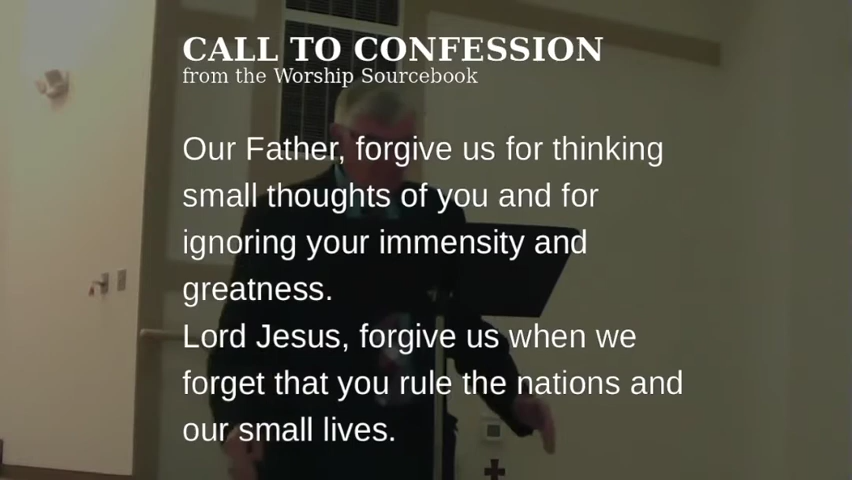 CALL TO CONFESSION
from the Worship Sourcebook
Our Father, forgive us for thinking
small thoughts of you and for
ignoring your immensity and
greatness.
Lord Jesus, forgive us when we
forget that you rule the nations and
our small lives.